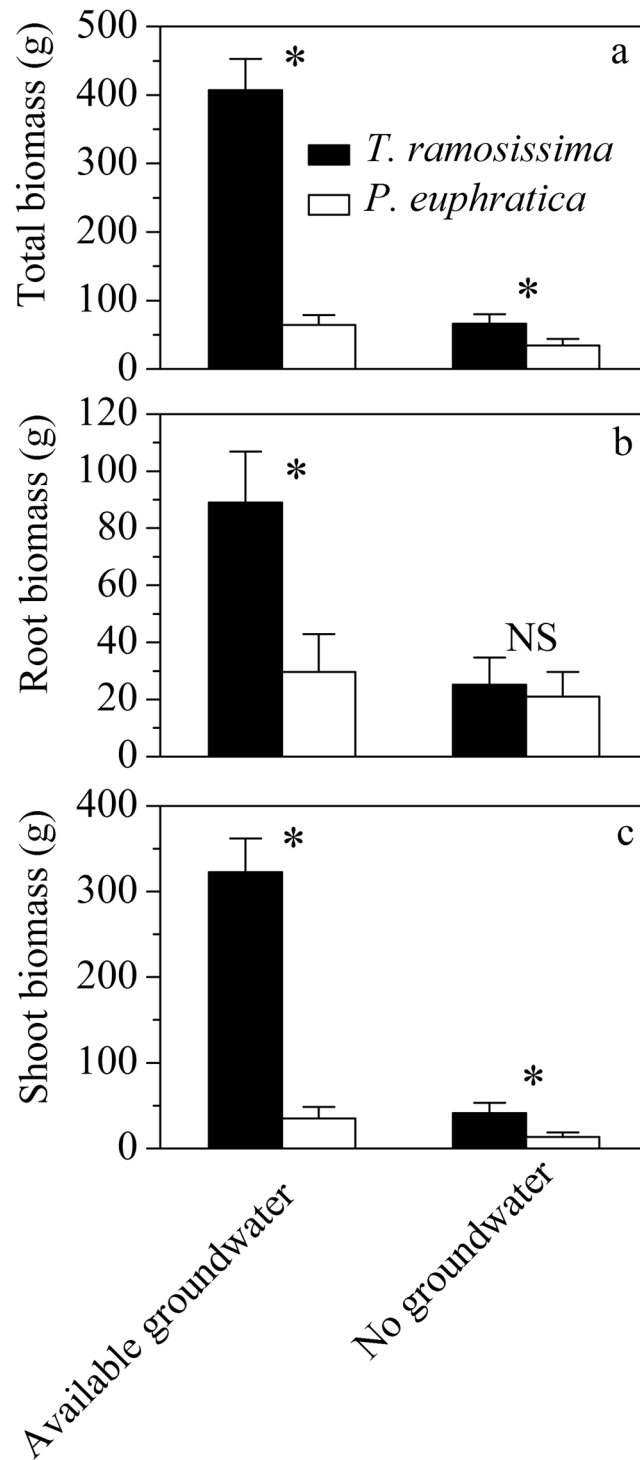 Total biomass (g)
500
400
300
200
100
0
a
*
T. ramosissima
P. euphratica
*
Root biomass (g)
120
100
80
60
40
20
0
b
*
NS
Shoot biomass (g)
400
300
200
100
0
c
*
*
Available groundwater
No groundwater